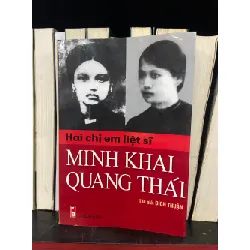 Hai chị em liệt sĩ
MINH KHAI
QUANG THÁI